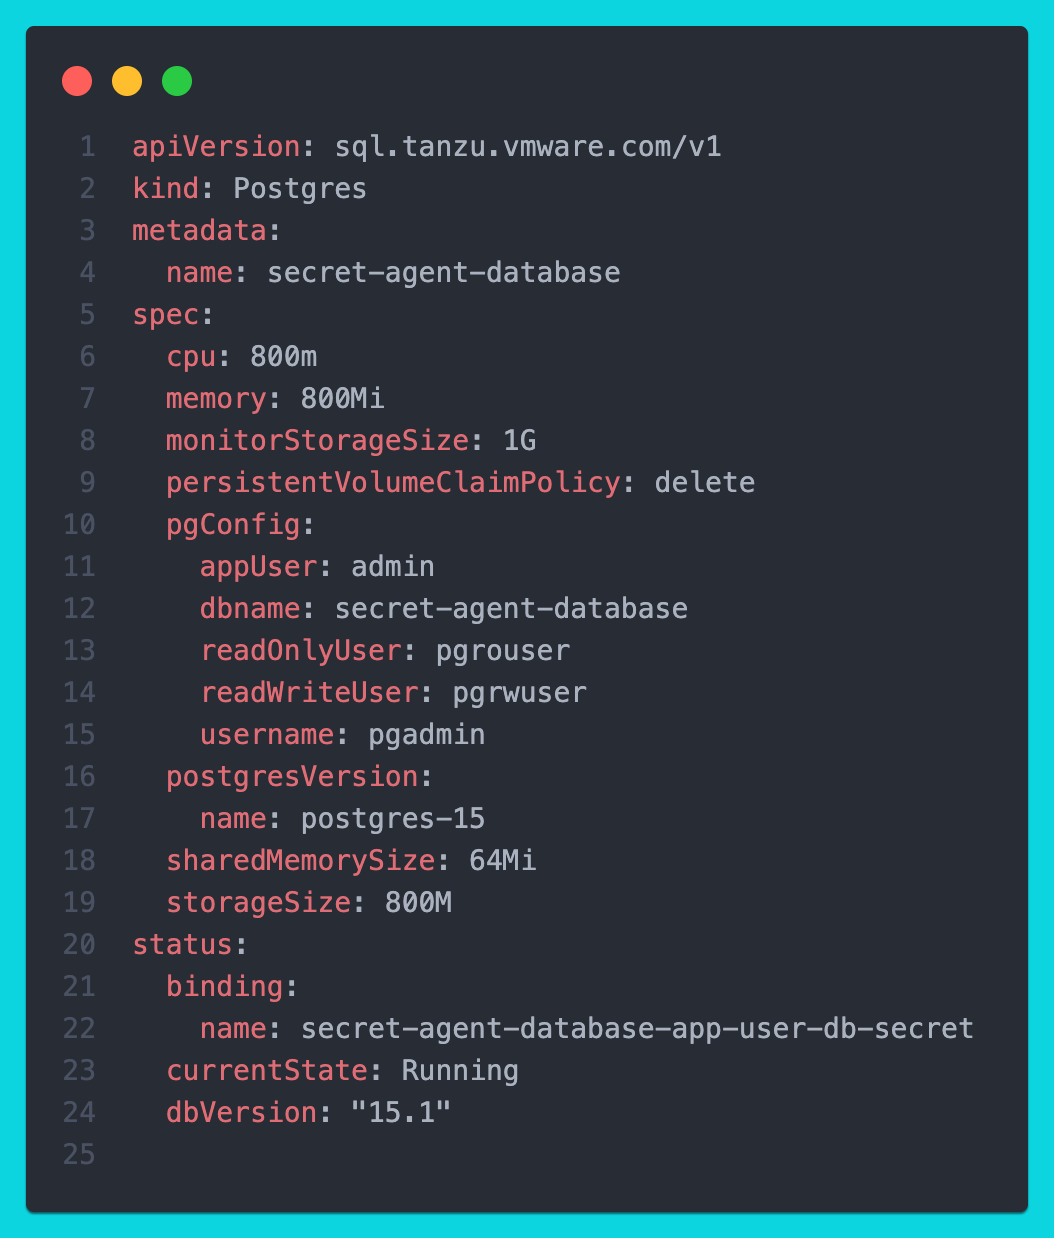 1 apiVersion: sql.tanzu.vmware.com/v1
2 kind: Postgres
3 metadata:
4   name: secret-agent-database
5 spec:
6   cpu: 800m
7   memory: 800Mi
8   monitorStorageSize: 1G
9   persistentVolumeClaimPolicy: delete
10   pgConfig:
11     appUser: admin
12     dbname: secret-agent-database
13     readOnlyUser: pgrouser
14     readWriteUser: pgrwuser
15     username: pgadmin
16   postgresVersion:
17     name: postgres-15
18   sharedMemorySize: 64Mi
19   storageSize: 800M
20 status:
21   binding:
22     name: secret-agent-database-app-user-db-secret
23   currentState: Running
24   dbVersion: "15.1"
25